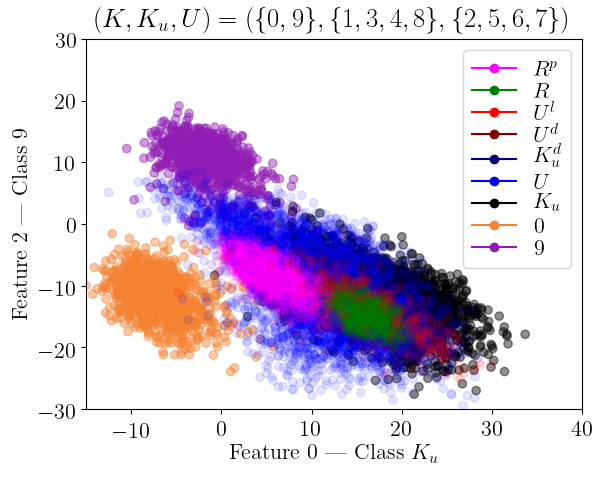 (K, K_u, U) = ({0, 9}, {1, 3, 4, 8}, {2, 5, 6, 7})
30
20
10
0
−10
−20
−30
Feature 2 — Class 9
R^p
R
U^l
U^d
K_u^d
U
K_u
0
9
−10
0
10
20
30
40
Feature 0 — Class K_u